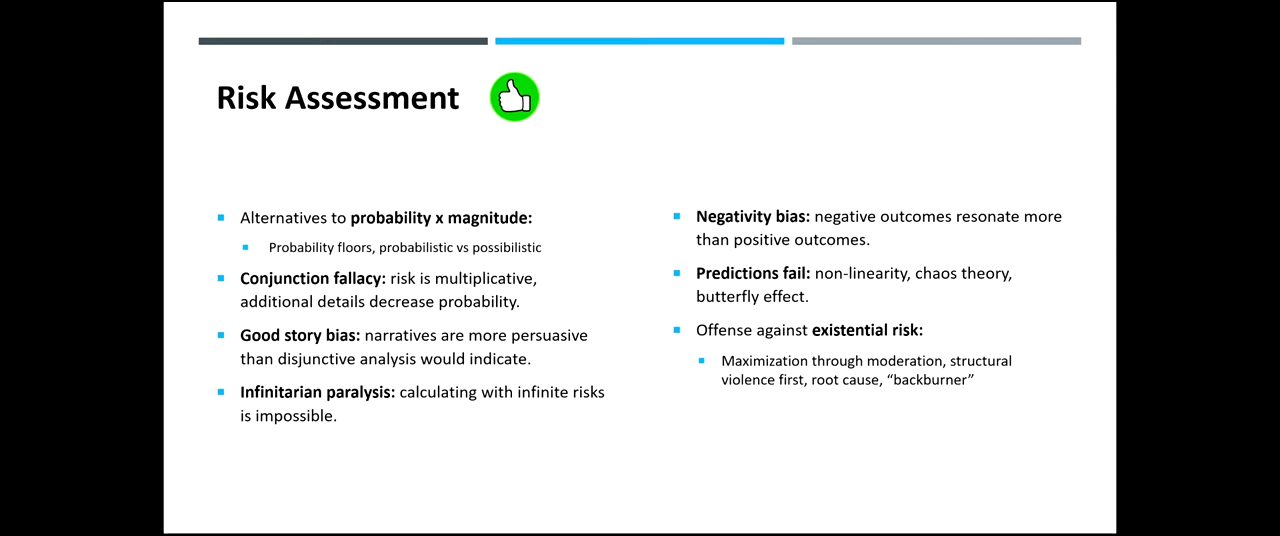 Risk Assessment
Alternatives to probability x magnitude:
Probability floors, probabilistic vs possibilistic
Conjunction fallacy: risk is multiplicative,
additional details decrease probability.
Good story bias: narratives are more persuasive
than disjunctive analysis would indicate.
Infinitarian paralysis: calculating with infinite risks
is impossible.
Negativity bias: negative outcomes resonate more
than positive outcomes.
Predictions fail: non-linearity, chaos theory,
butterfly effect.
Offense against existential risk:
Maximization through moderation, structural
violence first, root cause, “backburner”